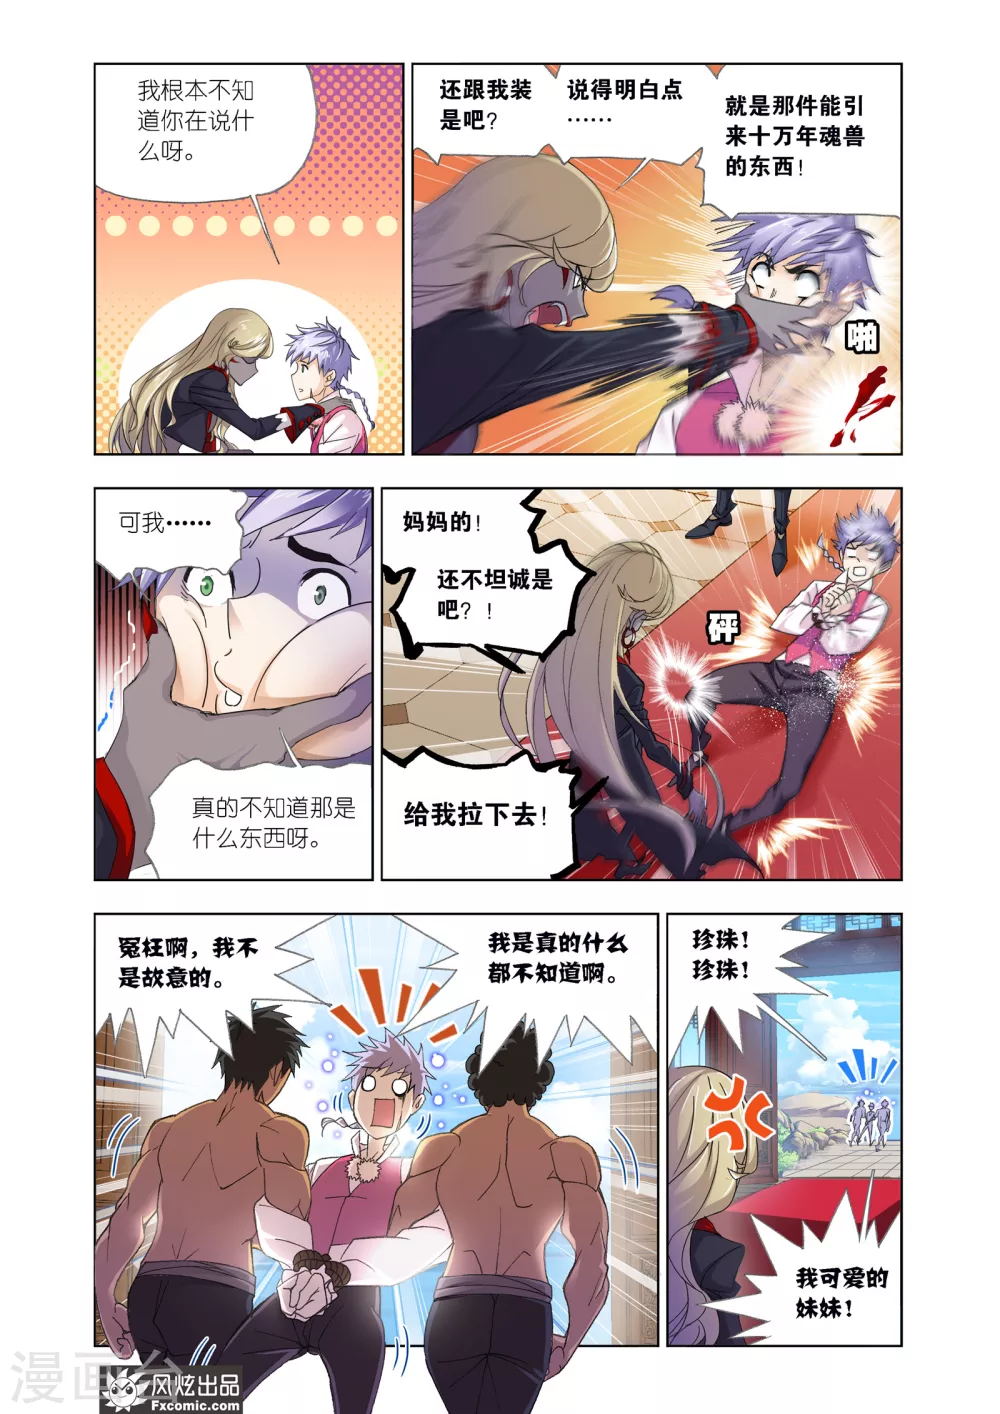 我根本不知
道你在说什
么呀。
还跟我装
是吧？
说得明白点
……
就是那件能引
来十万年魂兽
的东西！
啪
可我……
真的不知道那是
什么东西呀。
妈妈的！
还不坦诚是
吧？！
砰
给我拉下去！
冤枉啊，我不
是故意的。
我是真的什么
都不知道啊。
珍珠！
珍珠！
我可爱的
妹妹！
漫画台
风炫出品
Fxcomic.com